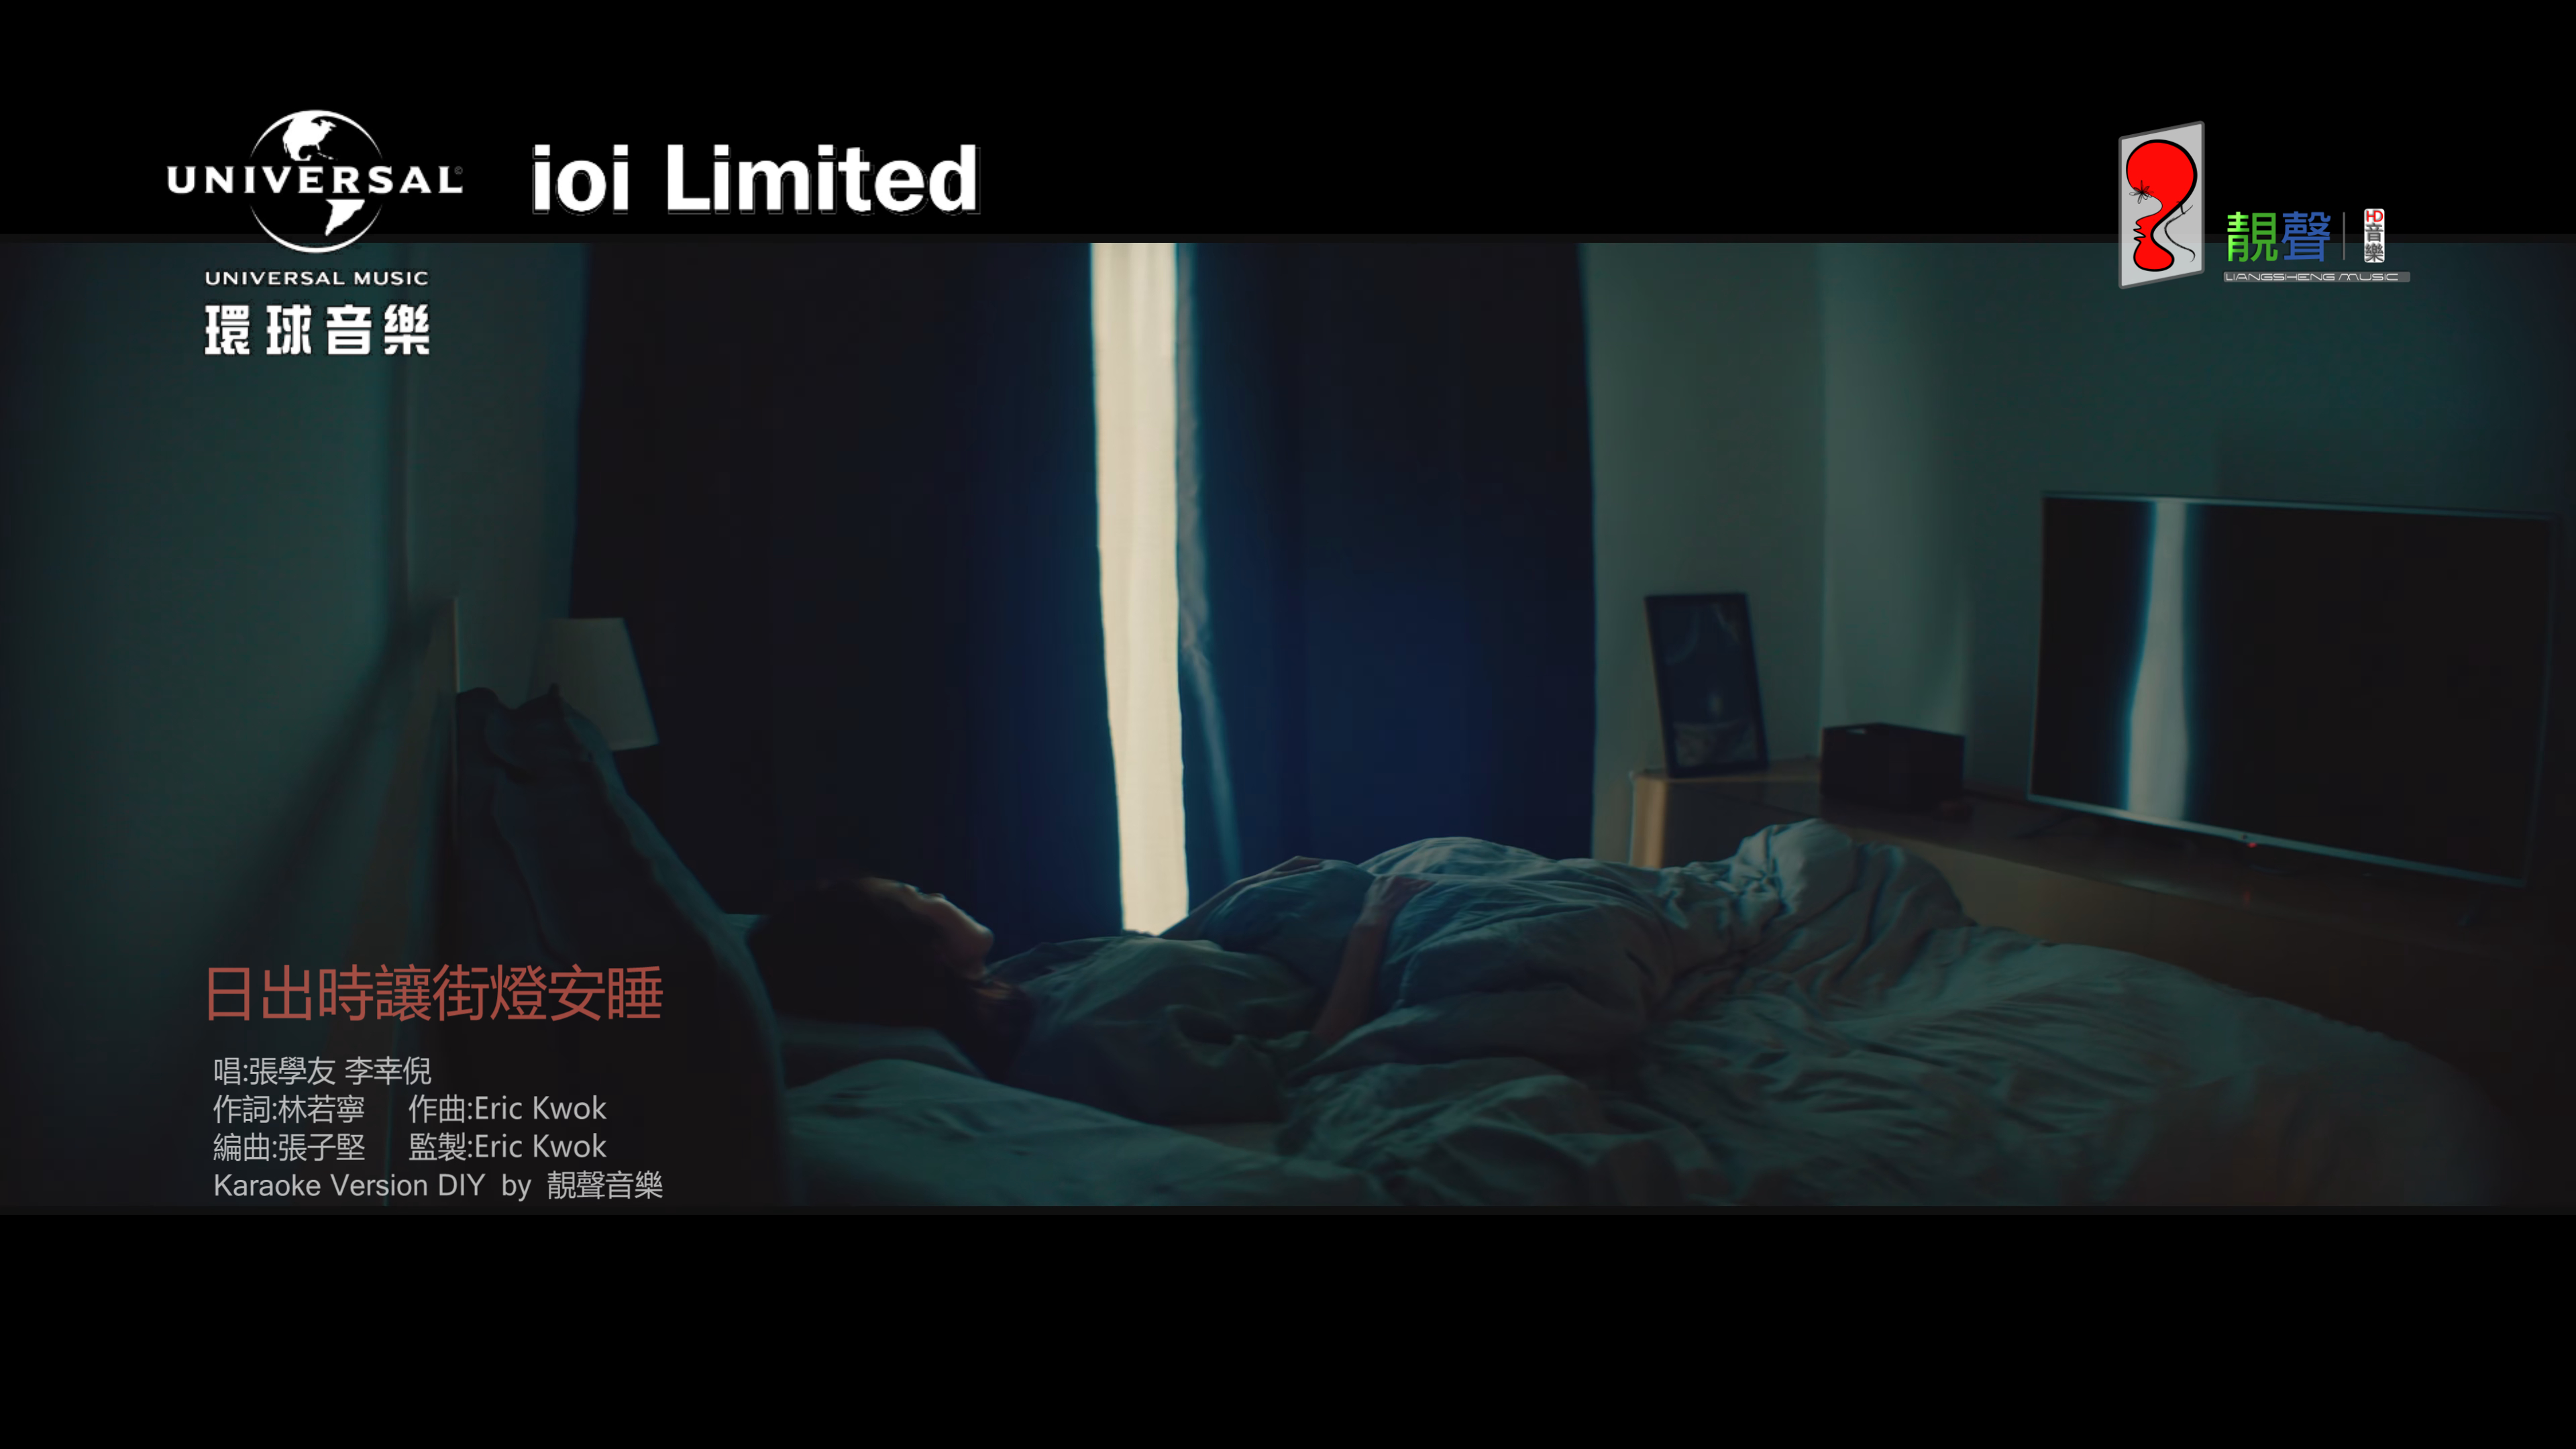 UNIVERSAL
UNIVERSAL MUSIC
環球音樂
ioi Limited
靚聲
HD
音樂
LIANGSHENG MUSIC
日出時讓街燈安睡
唱:張學友 李幸倪
作詞:林若寧 作曲:Eric Kwok
編曲:張子堅 監製:Eric Kwok
Karaoke Version DIY by 靚聲音樂